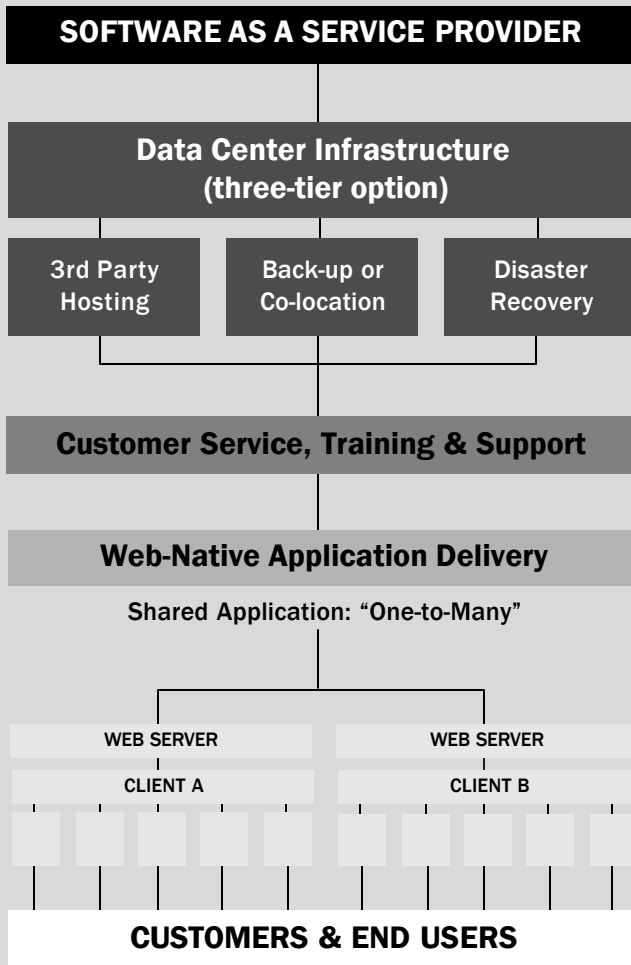 SOFTWARE AS A SERVICE PROVIDER
Data Center Infrastructure
(three-tier option)
3rd Party
Hosting
Back-up or
Co-location
Disaster
Recovery
Customer Service, Training & Support
Web-Native Application Delivery
Shared Application: “One-to-Many”
WEB SERVER
WEB SERVER
CLIENT A
CLIENT B
CUSTOMERS & END USERS